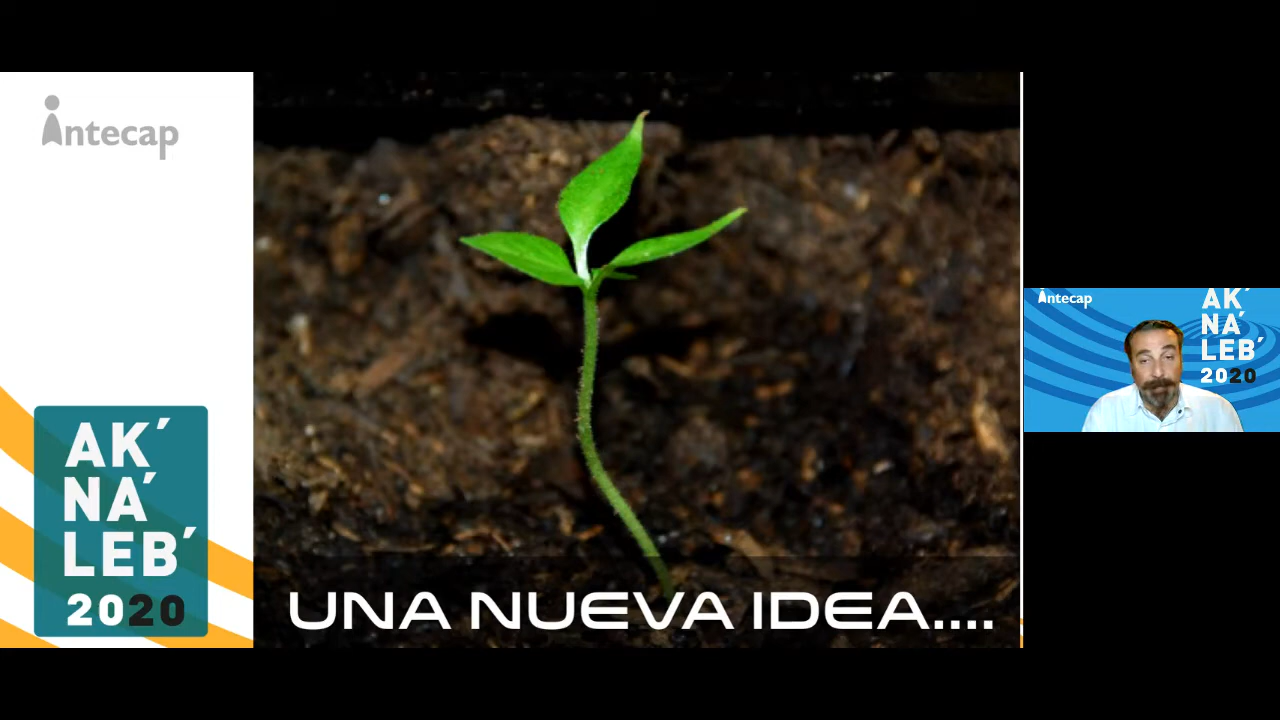 intecap
AK´
NA´
LEB´
2020
UNA NUEVA IDEA....
intecap
AK´
NA´
LEB´
2020